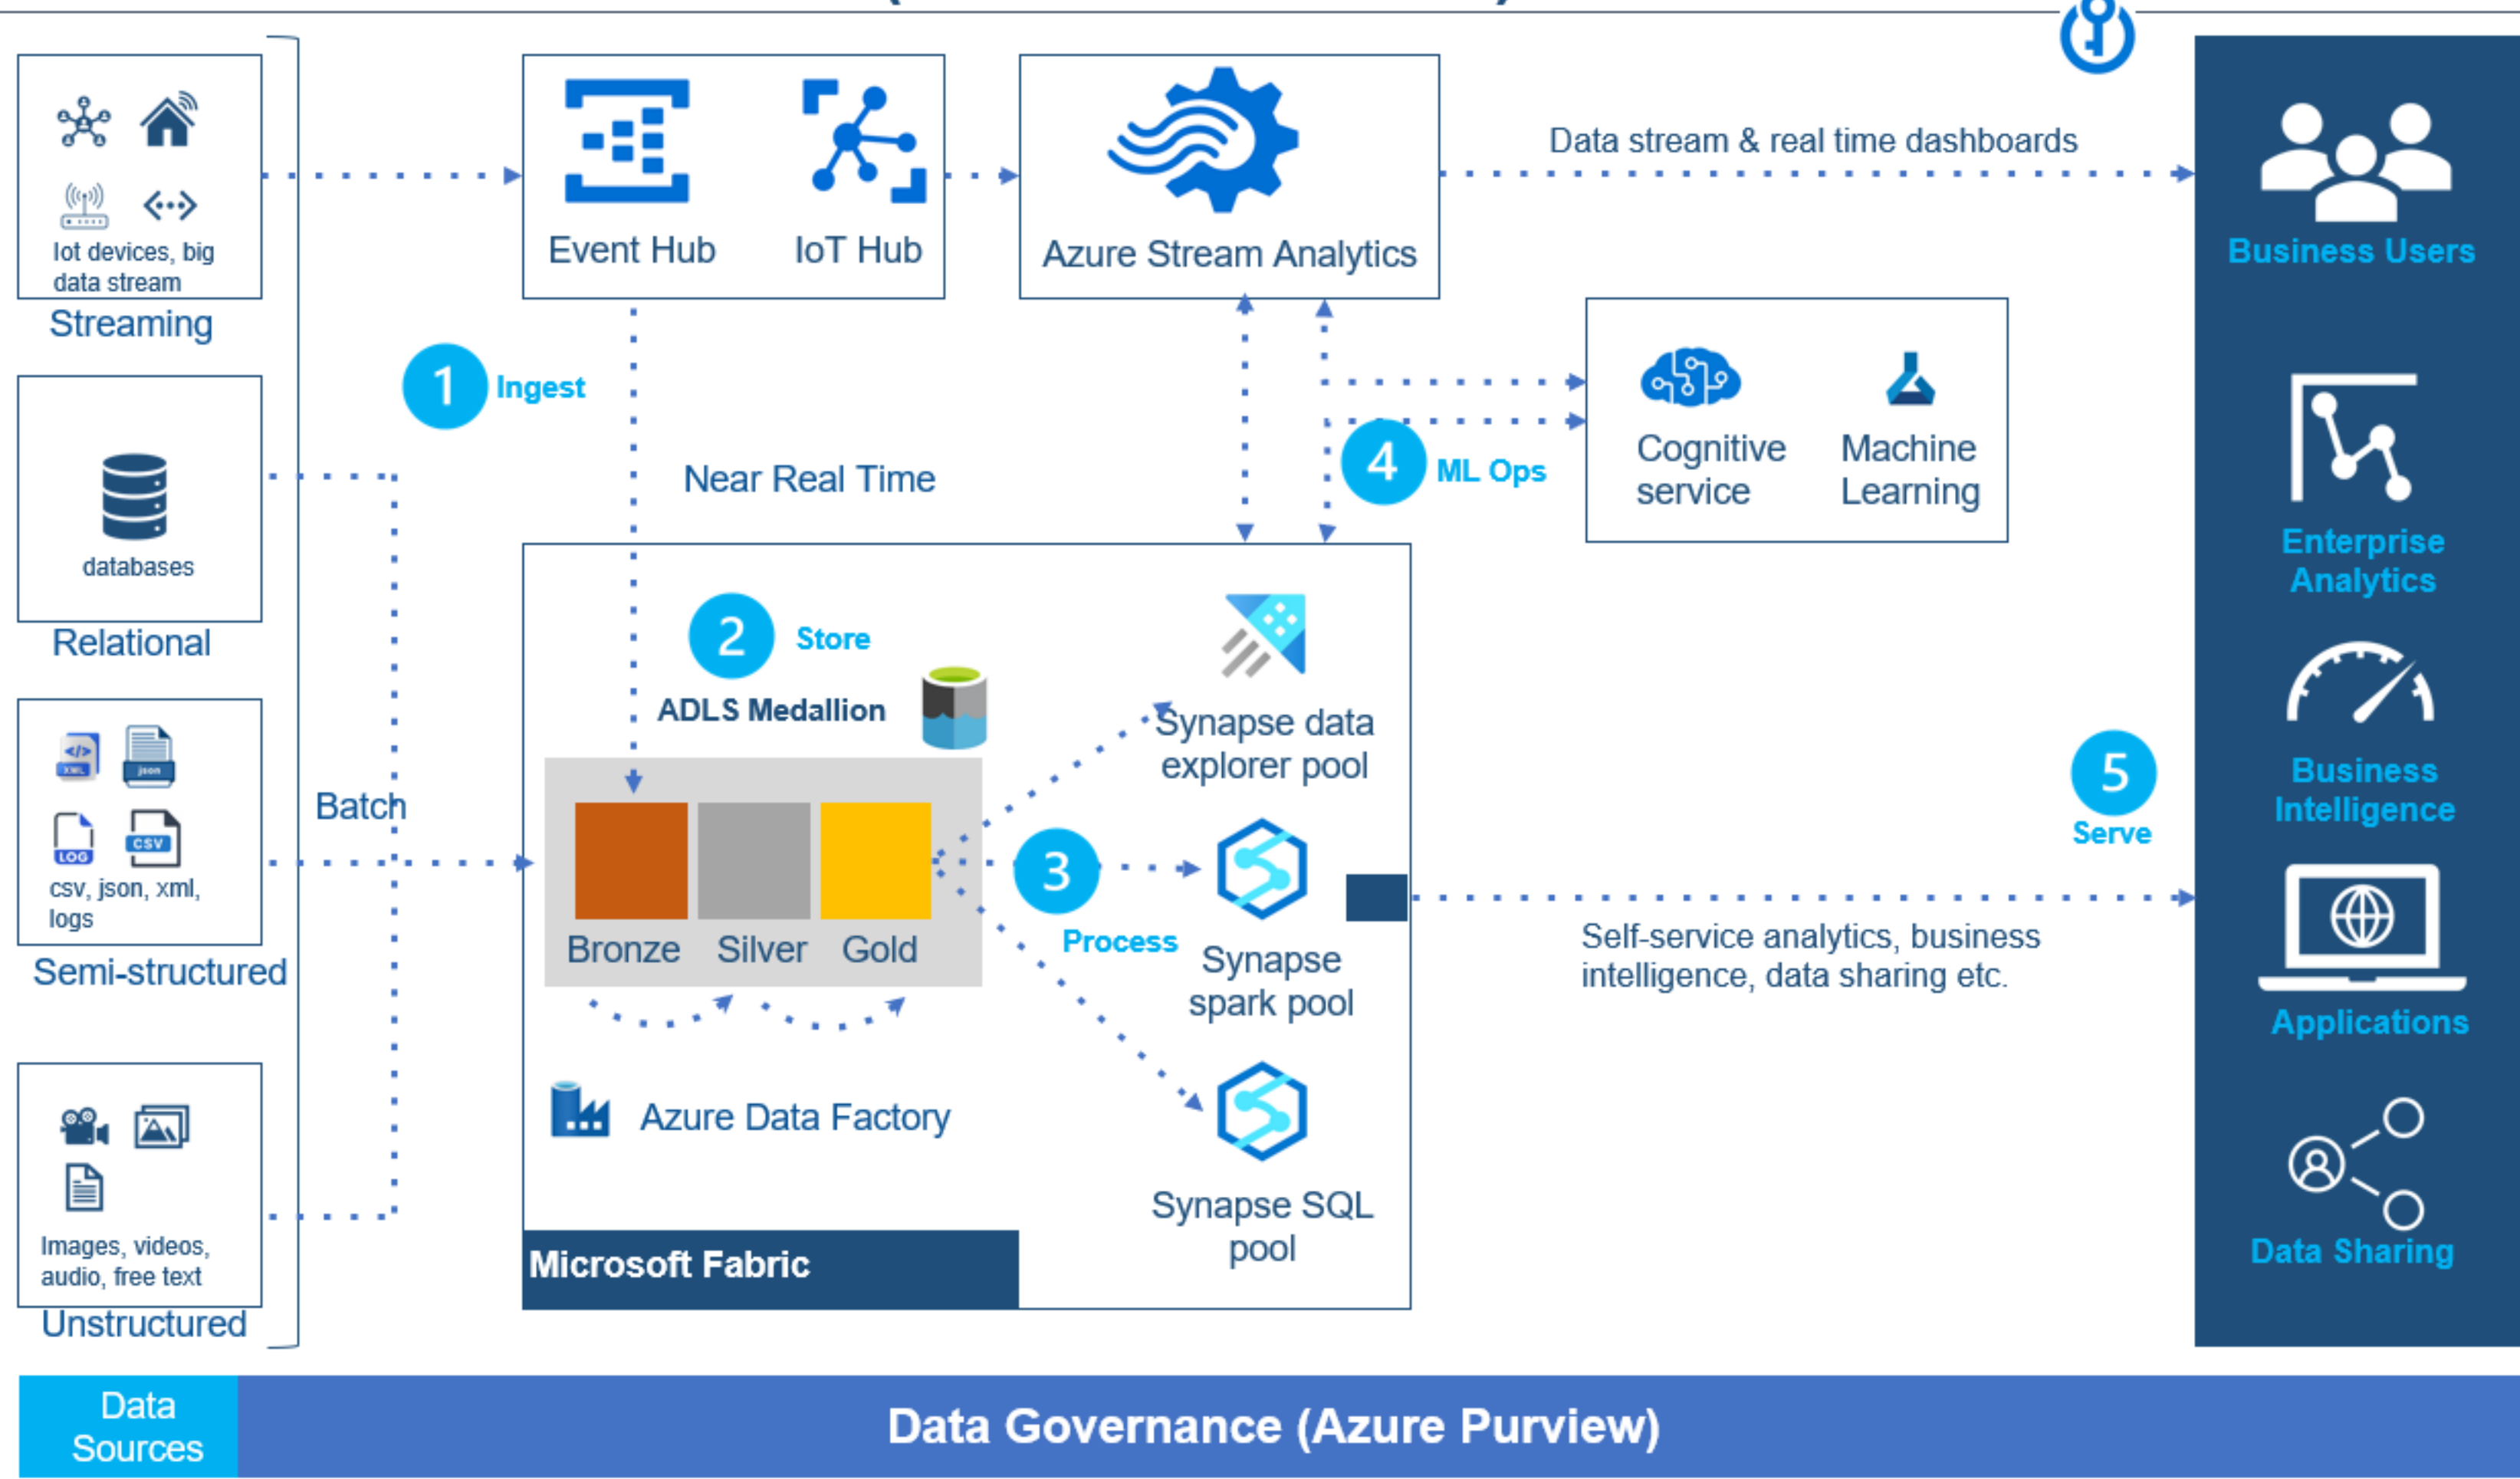 Iot devices, big
data stream
Streaming
databases
Relational
</>
XML
json
LOG
CSV
csv, json, xml,
logs
Semi-structured
Images, videos,
audio, free text
Unstructured
Batch
1
Ingest
Event Hub
IoT Hub
Azure Stream Analytics
Data stream & real time dashboards
Near Real Time
4
ML Ops
Cognitive
service
Machine
Learning
2
Store
ADLS Medallion
Bronze
Silver
Gold
3
Process
Synapse data
explorer pool
Synapse
spark pool
Synapse SQL
pool
Azure Data Factory
Microsoft Fabric
5
Serve
Self-service analytics, business
intelligence, data sharing etc.
Business Users
Enterprise
Analytics
Business
Intelligence
Applications
Data Sharing
Data
Sources
Data Governance (Azure Purview)